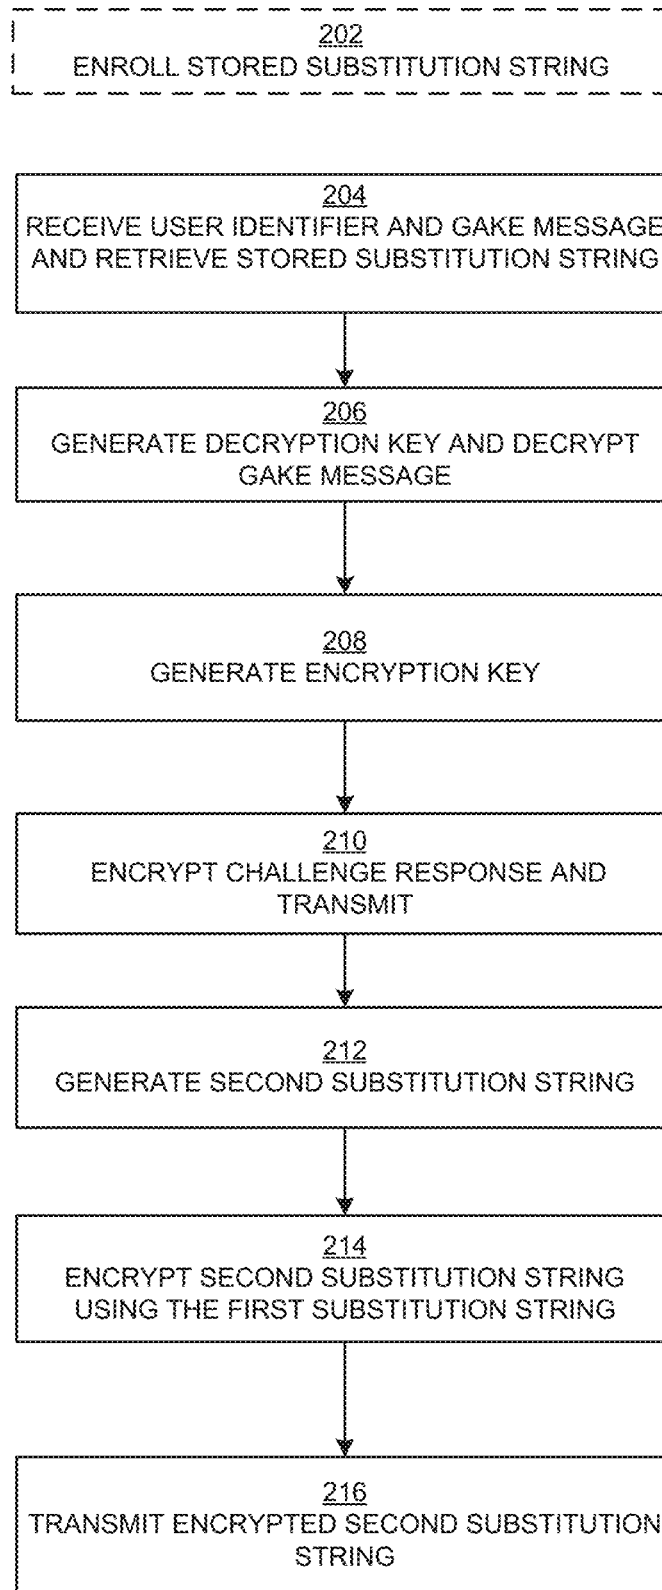 202
ENROLL STORED SUBSTITUTION STRING
204
RECEIVE USER IDENTIFIER AND GAKE MESSAGE
AND RETRIEVE STORED SUBSTITUTION STRING
206
GENERATE DECRYPTION KEY AND DECRYPT
GAKE MESSAGE
208
GENERATE ENCRYPTION KEY
210
ENCRYPT CHALLENGE RESPONSE AND
TRANSMIT
212
GENERATE SECOND SUBSTITUTION STRING
214
ENCRYPT SECOND SUBSTITUTION STRING
USING THE FIRST SUBSTITUTION STRING
216
TRANSMIT ENCRYPTED SECOND SUBSTITUTION
STRING